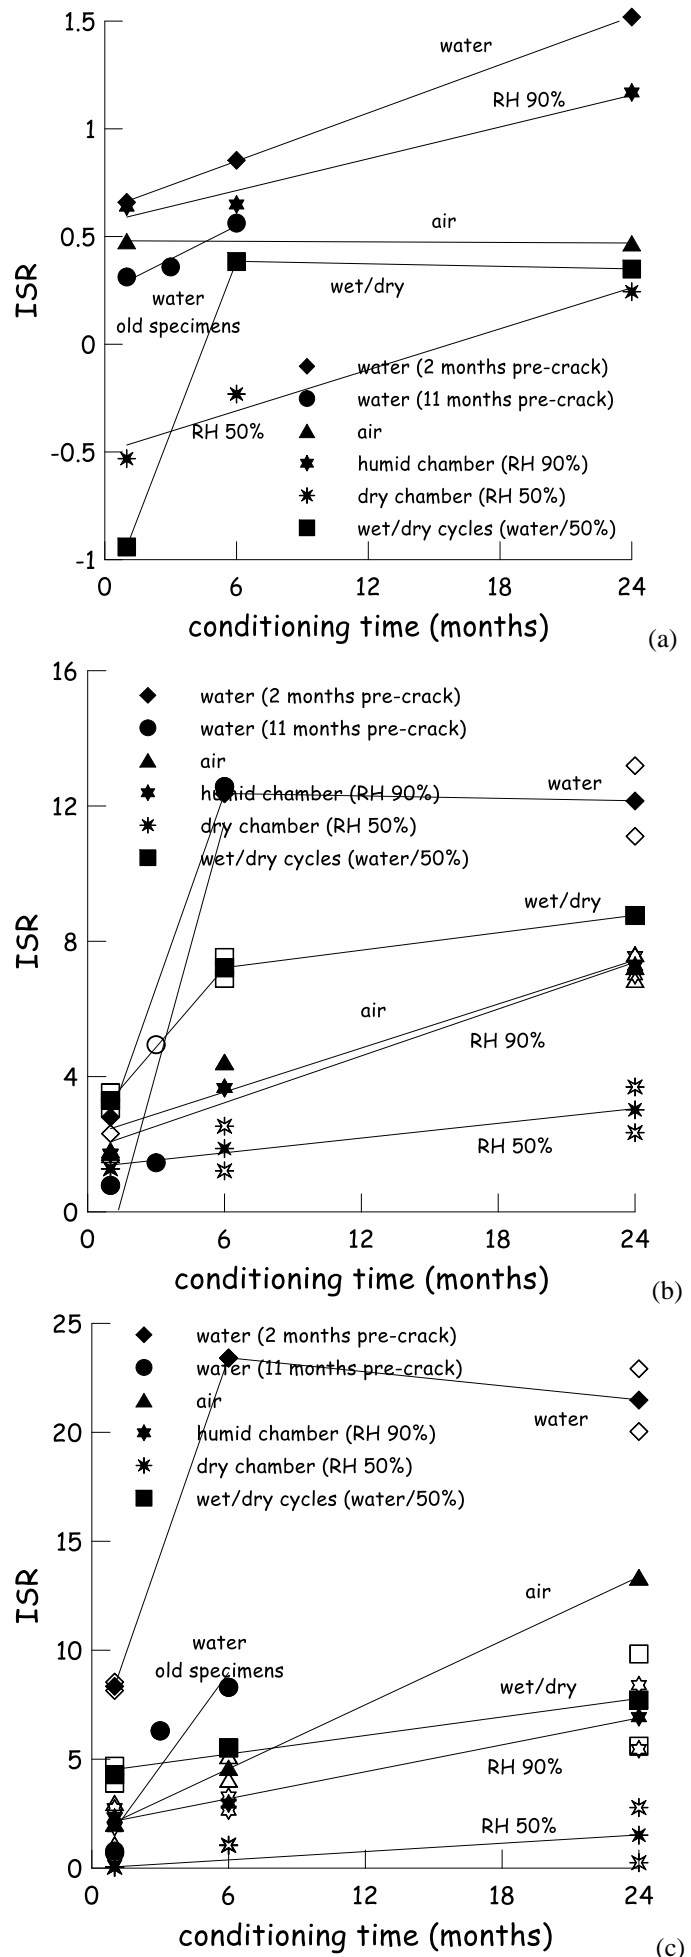 1.5
water
RH 90%
1
air
0.5
wet/dry
water
old specimens
ISR
0
water (2 months pre-crack)
water (11 months pre-crack)
RH 50%
air
-0.5
humid chamber (RH 90%)
dry chamber (RH 50%)
wet/dry cycles (water/50%)
-1
0 6 12 18 24
conditioning time (months)
(a)
16
water (2 months pre-crack)
water (11 months pre-crack)
air
water
humid chamber (RH 90%)
12
dry chamber (RH 50%)
wet/dry cycles (water/50%)
wet/dry
ISR
8
air
RH 90%
4
RH 50%
0
0 6 12 18 24
conditioning time (months)
(b)
25
water (2 months pre-crack)
water (11 months pre-crack)
air
water
humid chamber (RH 90%)
20
dry chamber (RH 50%)
wet/dry cycles (water/50%)
15
ISR
air
water
old specimens
10
wet/dry
5
RH 90%
RH 50%
0
0 6 12 18 24
conditioning time (months)
(c)